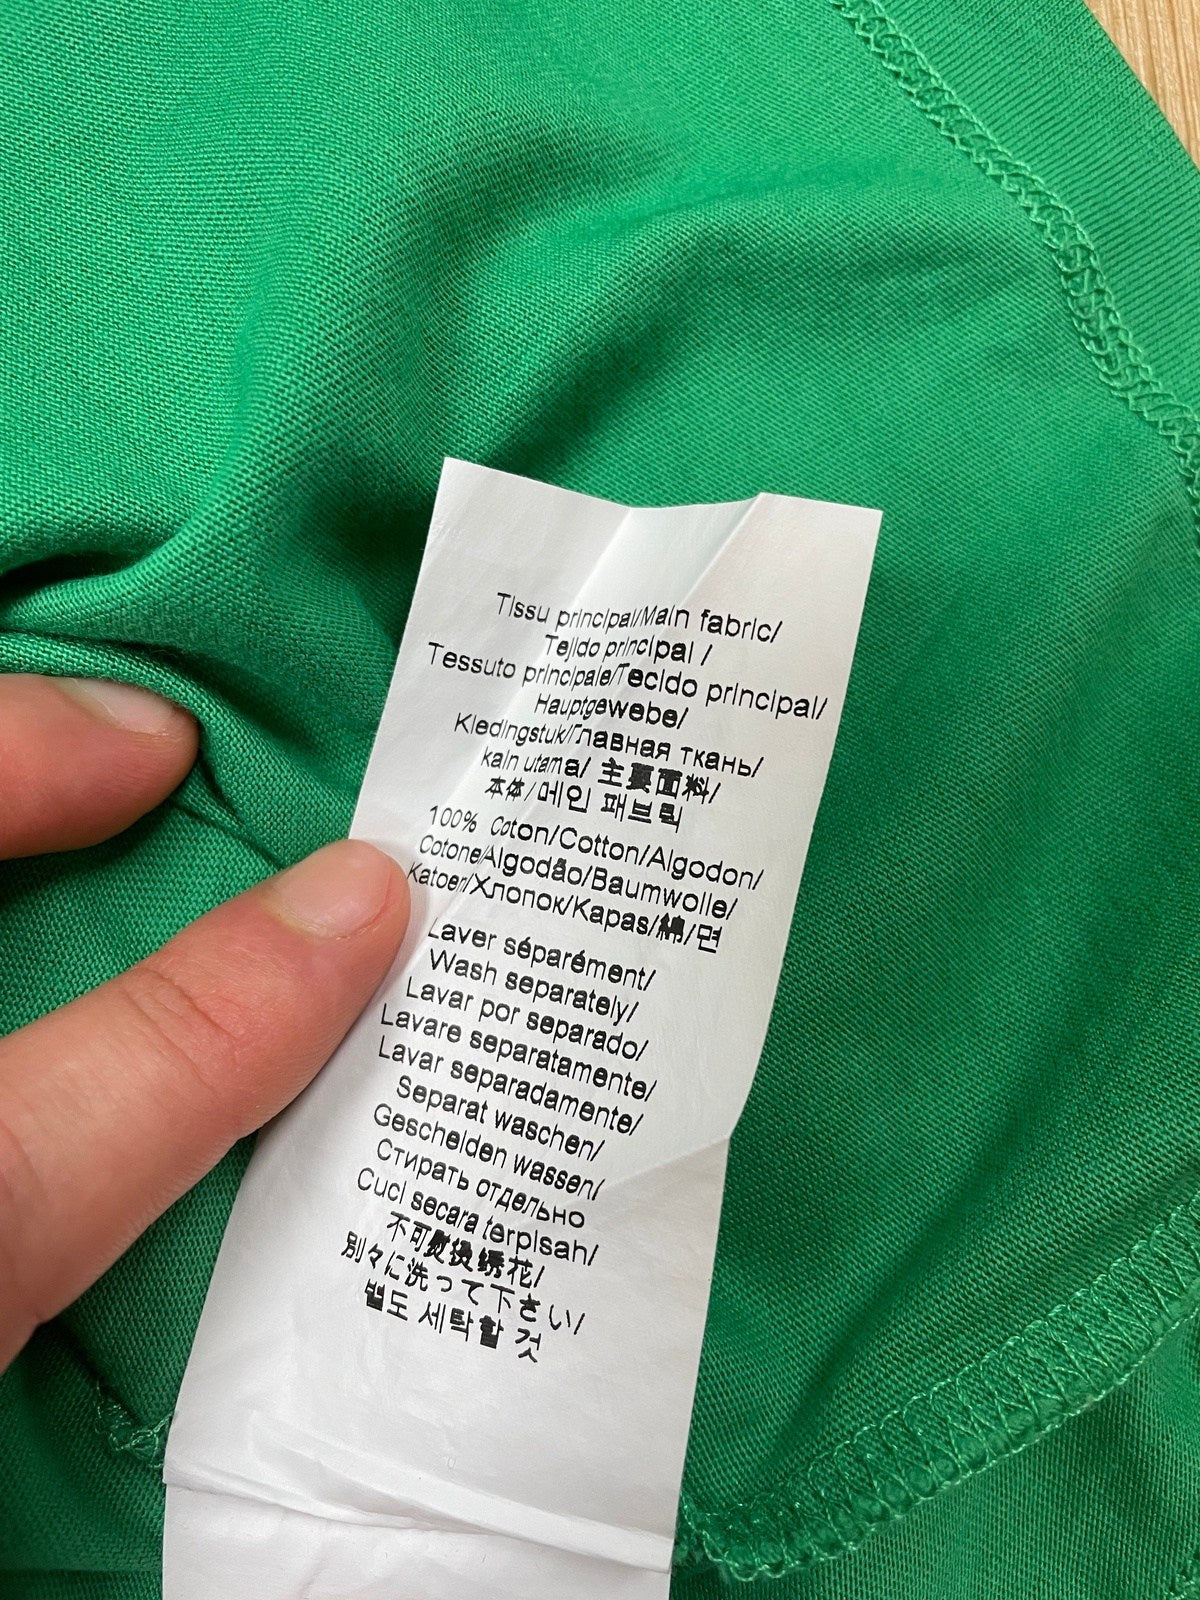 Tissu principal/Main fabric/
Tejido principal /
Tessuto principale/Tecido principal/
Hauptgewebe/
Kledingstuk/Главная ткань/
kain utama/ 主要面料/
本体/메인 패브릭
100% Coton/Cotton/Algodon/
Cotone/Algodão/Baumwolle/
Katoen/Хлопок/Kapas/綿/면
Laver séparément/
Wash separately/
Lavar por separado/
Lavare separatamente/
Lavar separadamente/
Separat waschen/
Gescheiden wassen/
Стирать отдельно
Cuci secara terpisah/
不可熨烫绣花/
別々に洗って下さい/
별도 세탁할 것